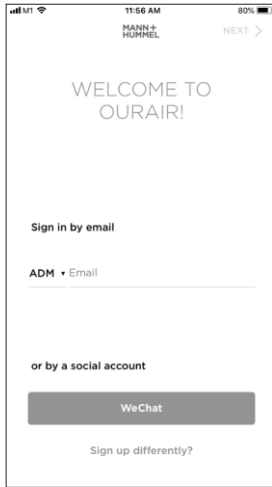 M1 11:56 AM 80%
MANN+
HUMMEL
NEXT >
WELCOME TO
OURAIR!
Sign in by email
ADM ▾ Email
or by a social account
WeChat
Sign up differently?